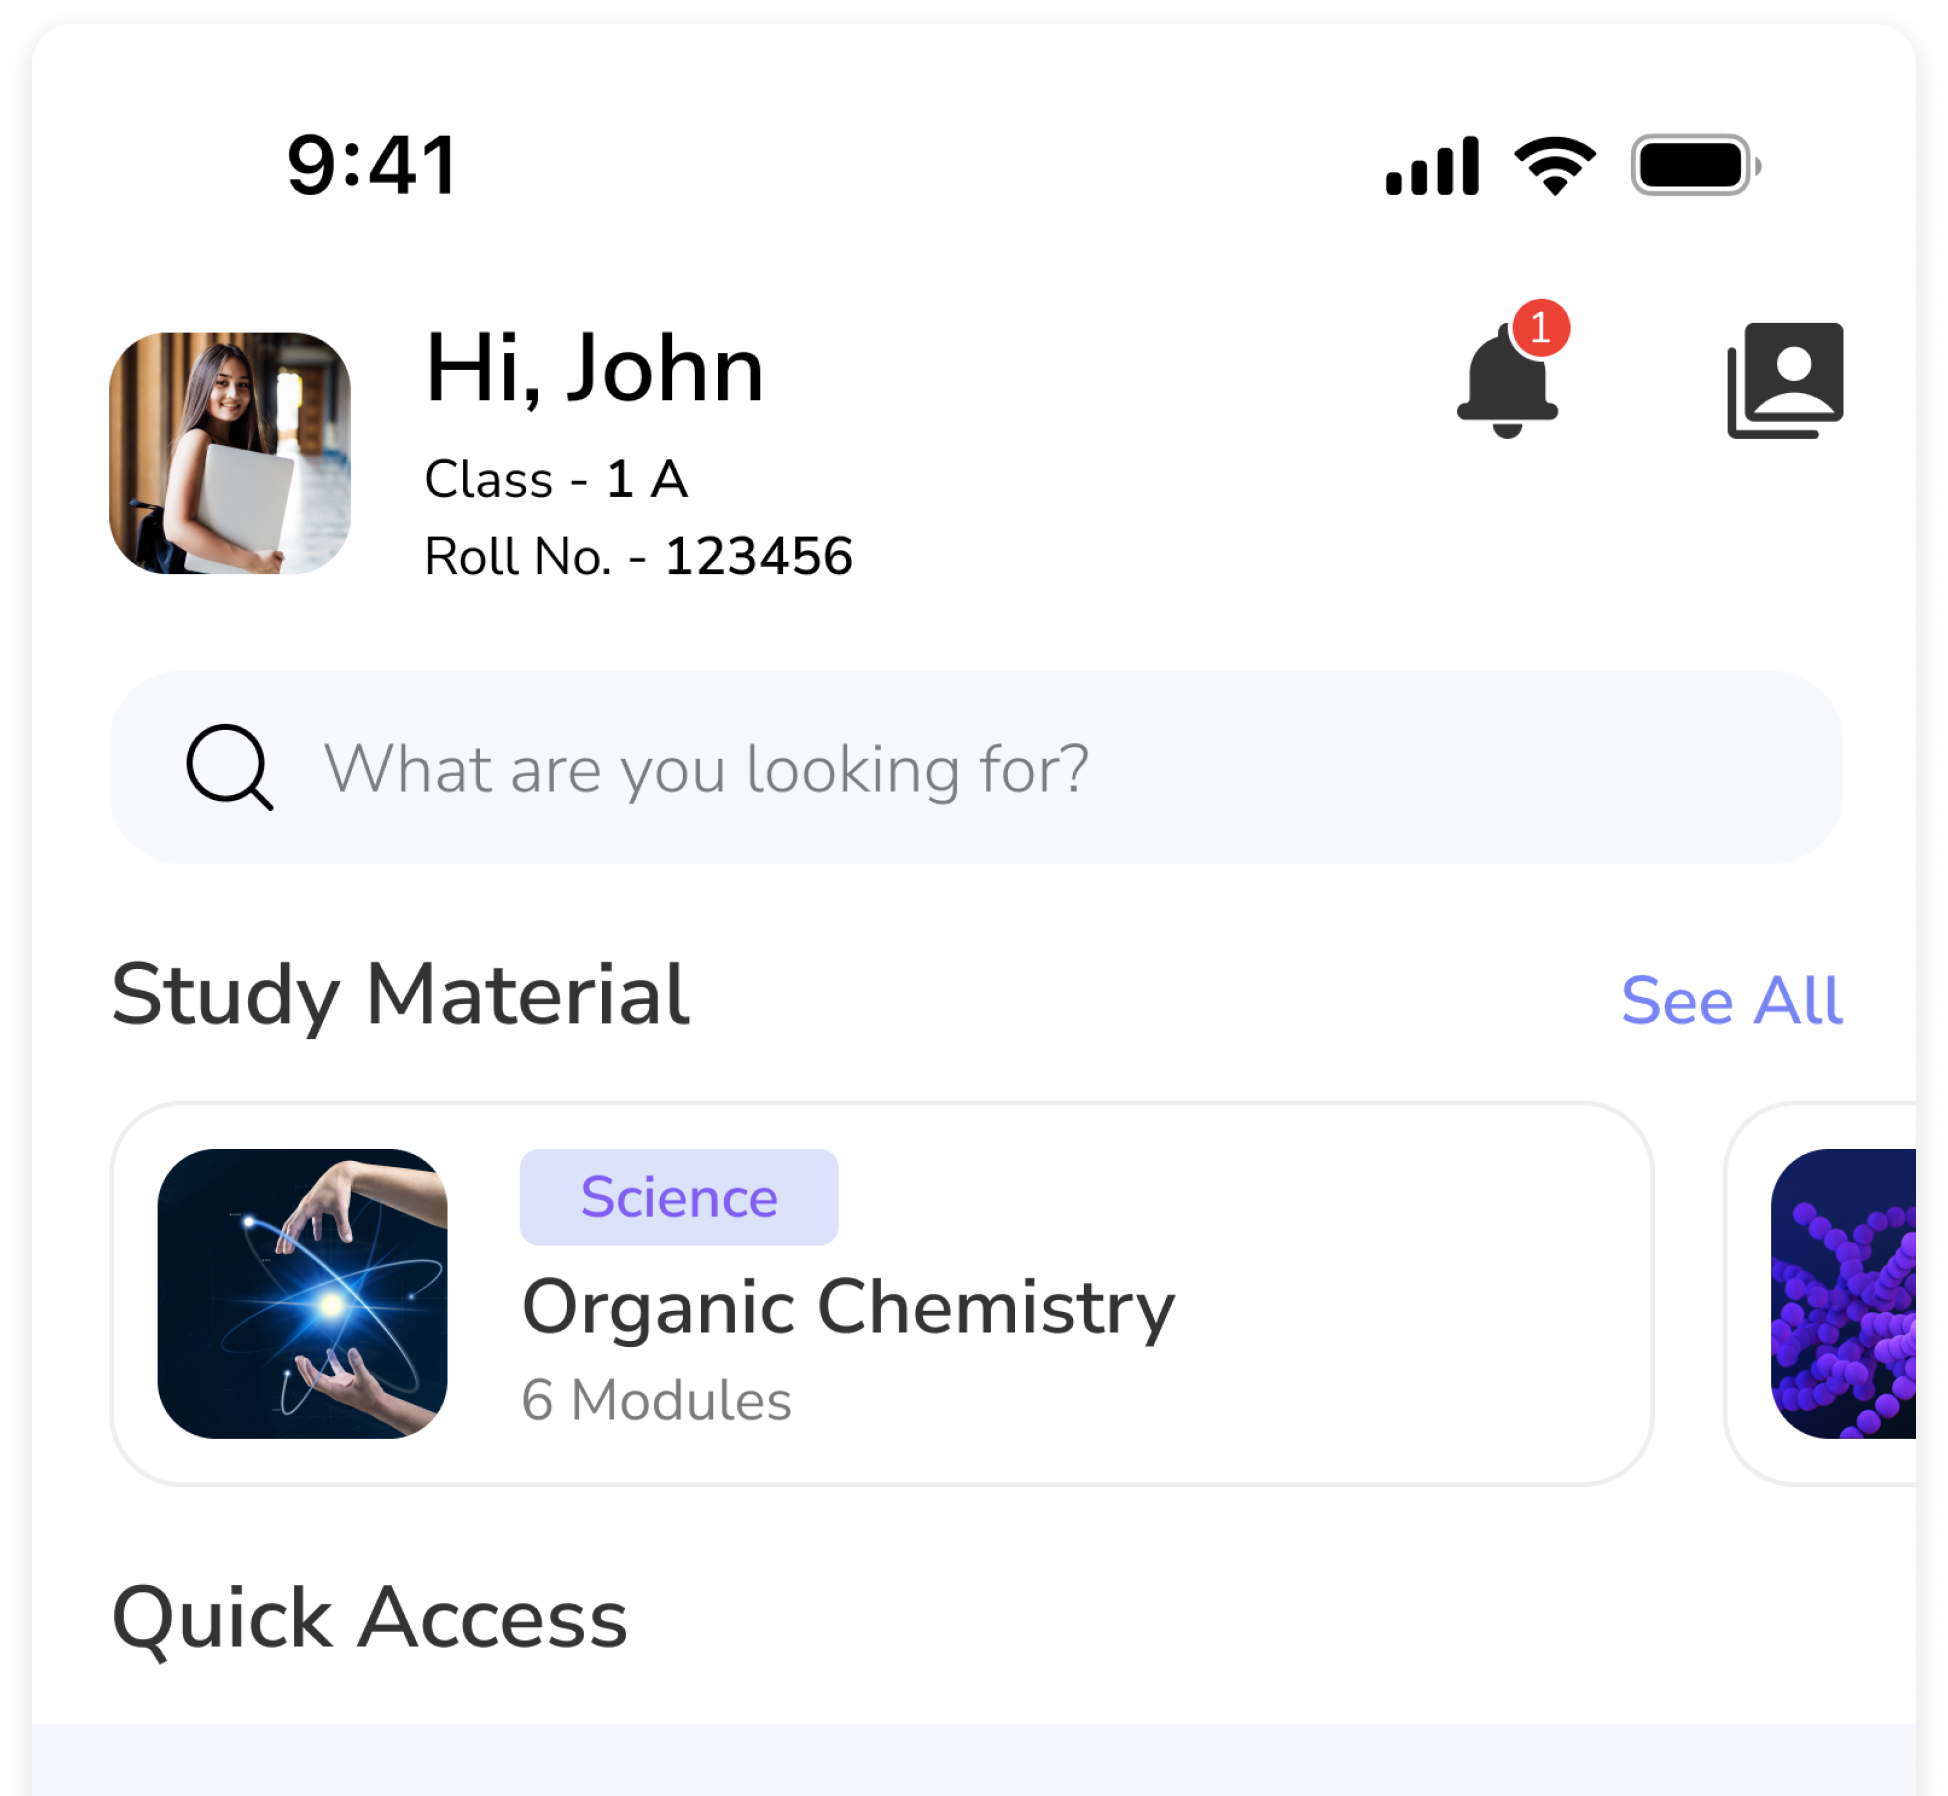 9:41
Hi, John
1
Class - 1 A
Roll No. - 123456
What are you looking for?
Study Material
See All
Science
Organic Chemistry
6 Modules
Quick Access